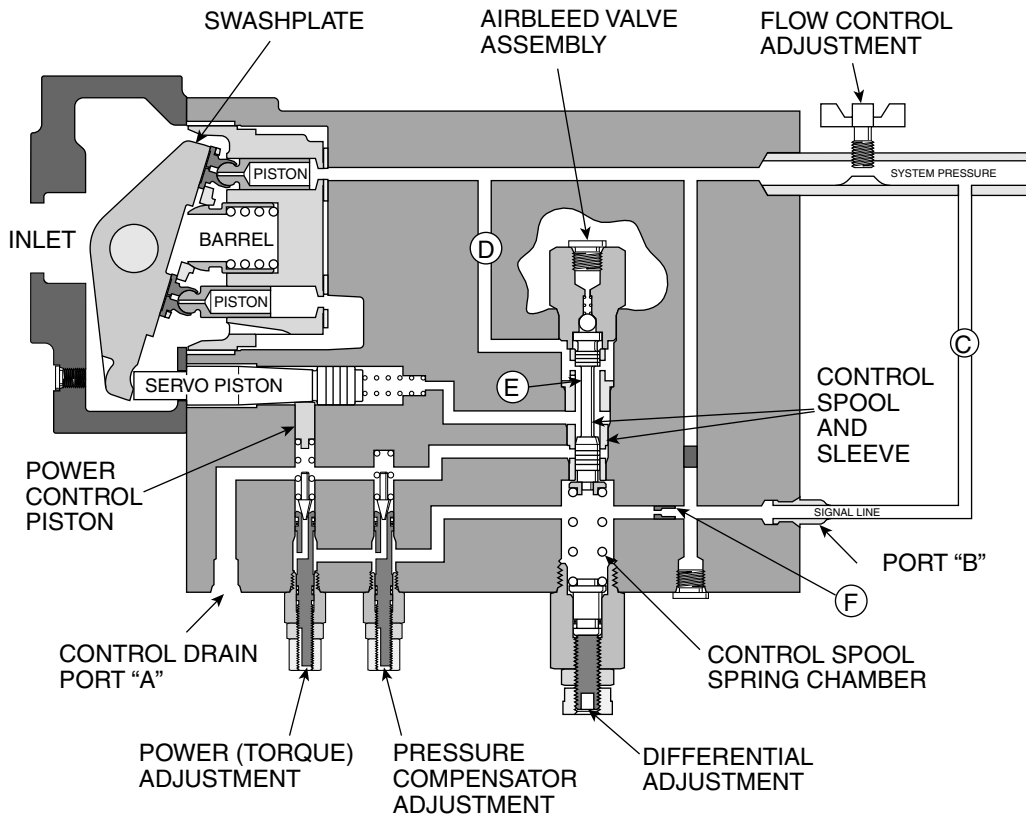 SWASHPLATE
AIRBLEED VALVE
ASSEMBLY
FLOW CONTROL
ADJUSTMENT
PISTON
SYSTEM PRESSURE
INLET
BARREL
D
PISTON
C
SERVO PISTON
E
CONTROL
SPOOL
AND
SLEEVE
POWER
CONTROL
PISTON
SIGNAL LINE
PORT “B”
F
CONTROL DRAIN
PORT “A”
CONTROL SPOOL
SPRING CHAMBER
POWER (TORQUE)
ADJUSTMENT
PRESSURE
COMPENSATOR
ADJUSTMENT
DIFFERENTIAL
ADJUSTMENT